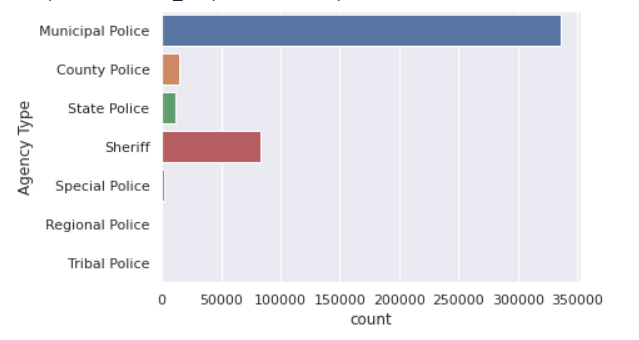 Municipal Police
County Police
State Police
Sheriff
Special Police
Regional Police
Tribal Police
Agency Type
0 50000 100000 150000 200000 250000 300000 350000
count